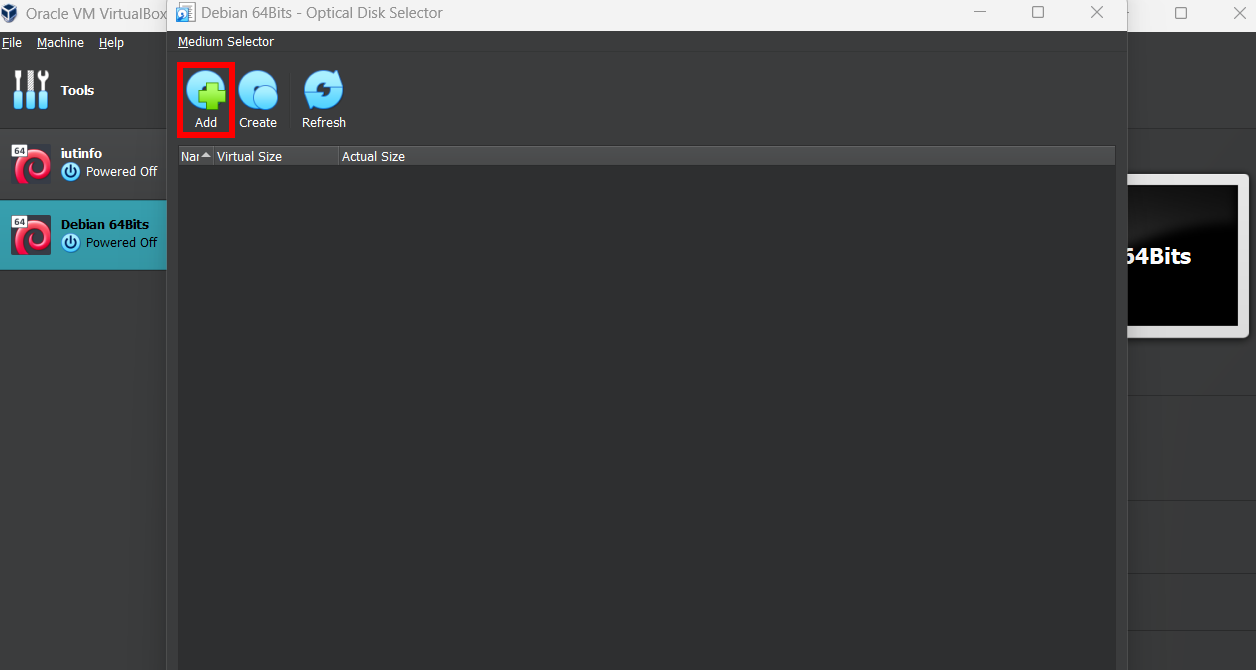 Oracle VM VirtualBox
Debian 64Bits - Optical Disk Selector
File Machine Help
Medium Selector
Tools
Add Create Refresh
64 iutinfo
Powered Off
64 Debian 64Bits
Powered Off
Nar Virtual Size Actual Size
64Bits